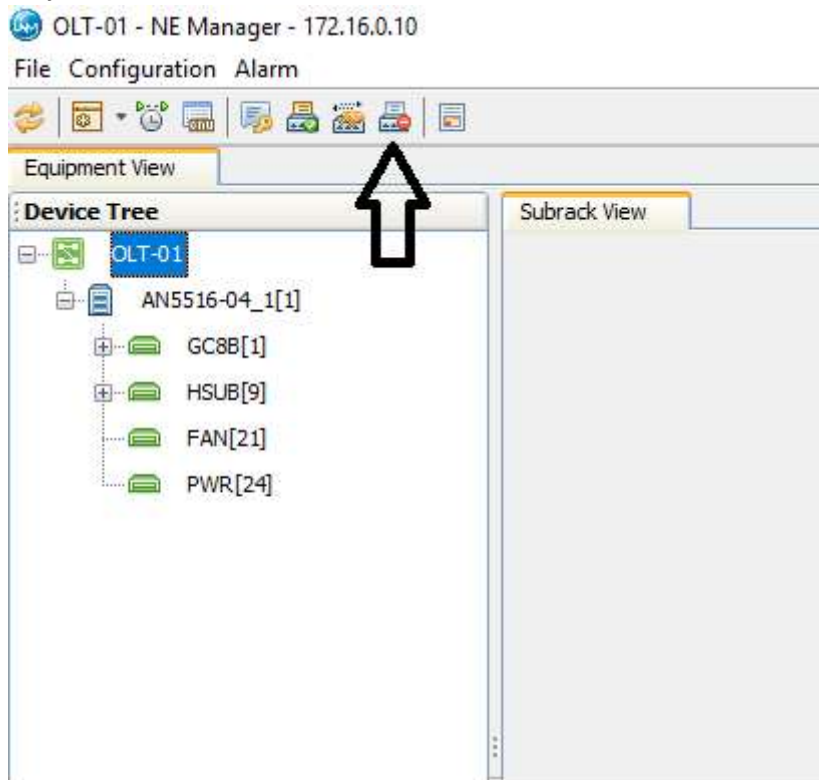 OLT-01 - NE Manager - 172.16.0.10
File Configuration Alarm
Equipment View
Device Tree
Subrack View
OLT-01
AN5516-04_1[1]
GC8B[1]
HSUB[9]
FAN[21]
PWR[24]